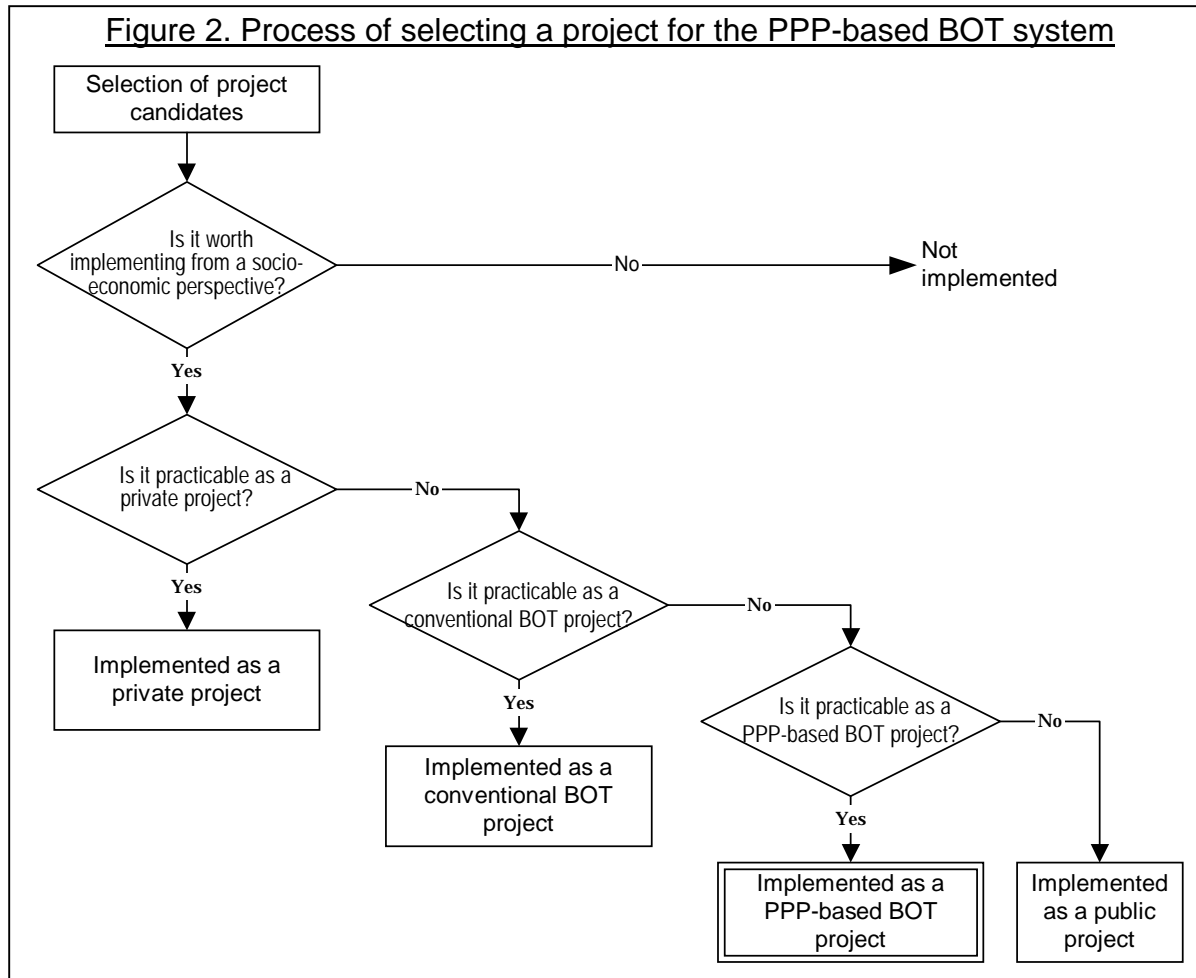 Figure 2. Process of selecting a project for the PPP-based BOT system
Selection of project
candidates
Is it worth
implementing from a socio-
economic perspective?
No
Not
implemented
Yes
Is it practicable as a
private project?
No
Yes
Is it practicable as a
conventional BOT project?
No
Implemented as a
private project
Yes
Is it practicable as a
PPP-based BOT project?
No
Implemented as a
conventional BOT
project
Yes
Implemented as a
PPP-based BOT
project
Implemented
as a public
project